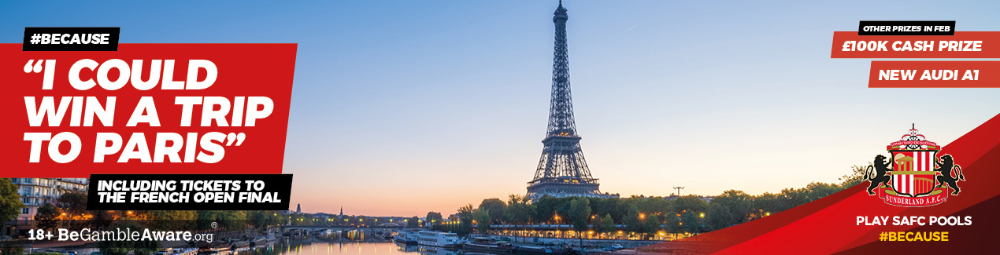 #BECAUSE
“I COULD
WIN A TRIP
TO PARIS”
INCLUDING TICKETS TO
THE FRENCH OPEN FINAL
18+ BeGambleAware.org®
OTHER PRIZES IN FEB
£100K CASH PRIZE
NEW AUDI A1
SUNDERLAND A.F.C.
PLAY SAFC POOLS
#BECAUSE